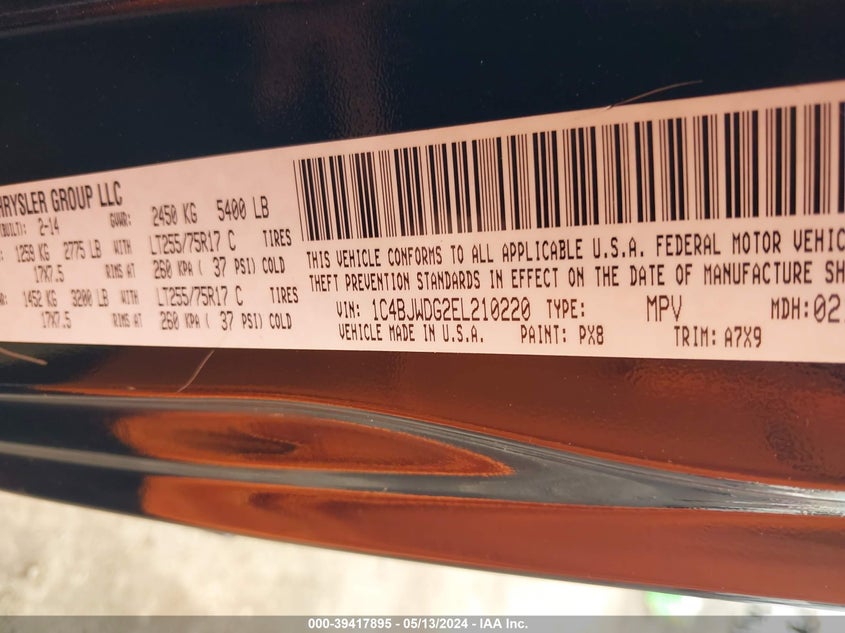 HRYSLER GROUP LLC
BUILT): 2-14 GVWR: 2450 KG 5400 LB
1259 KG 2775 LB WITH LT255/75R17 C TIRES
17X7.5 RIMS AT 260 KPA ( 37 PSI) COLD
1452 KG 3200 LB WITH LT255/75R17 C TIRES
17X7.5 RIMS AT 260 KPA ( 37 PSI) COLD
THIS VEHICLE CONFORMS TO ALL APPLICABLE U.S.A. FEDERAL MOTOR VEHIC
THEFT PREVENTION STANDARDS IN EFFECT ON THE DATE OF MANUFACTURE SH
VIN: 1C4BJWDG2EL210220 TYPE: MPV MDH: 02
VEHICLE MADE IN U.S.A. PAINT: PX8 TRIM: A7X9
000-39417895 - 05/13/2024 - IAA Inc.